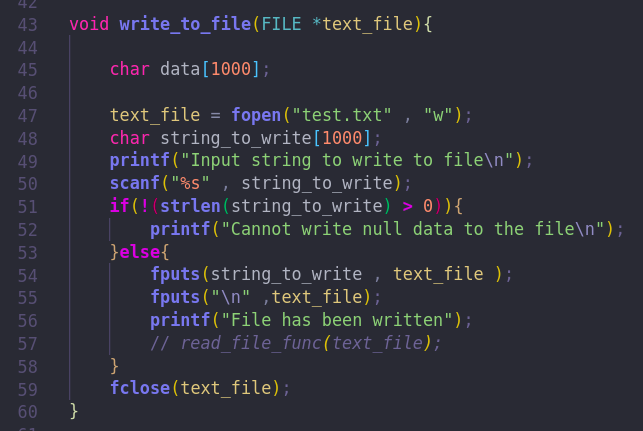 42
43 void write_to_file(FILE *text_file){
44
45     char data[1000];
46
47     text_file = fopen("test.txt" , "w");
48     char string_to_write[1000];
49     printf("Input string to write to file\n");
50     scanf("%s" , string_to_write);
51     if(!(strlen(string_to_write) > 0)){
52         printf("Cannot write null data to the file\n");
53     }else{
54         fputs(string_to_write , text_file );
55         fputs("\n" ,text_file);
56         printf("File has been written");
57         // read_file_func(text_file);
58     }
59     fclose(text_file);
60 }
61